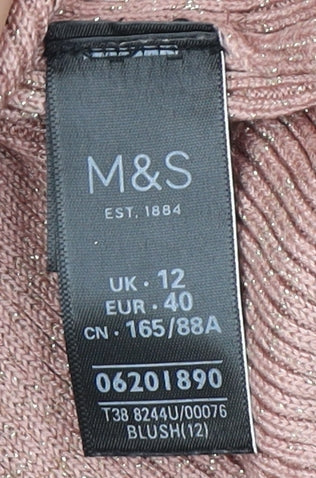 M&S
EST. 1884
UK · 12
EUR · 40
CN · 165/88A
06201890
T38 8244U/00076
BLUSH(12)